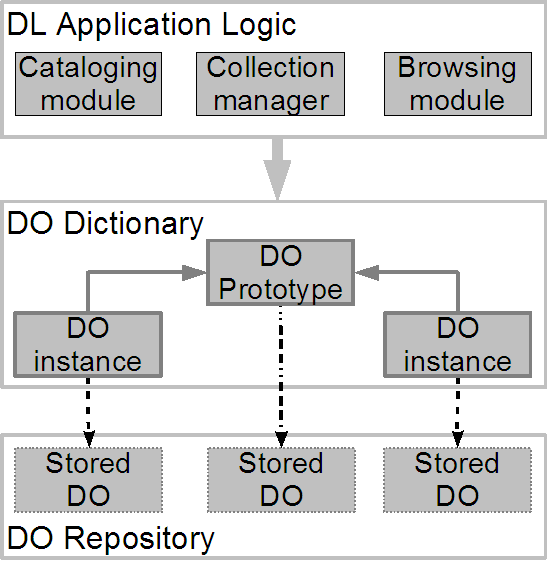 DL Application Logic
Cataloging
module
Collection
manager
Browsing
module
DO Dictionary
DO
Prototype
DO
instance
DO
instance
Stored
DO
Stored
DO
Stored
DO
DO Repository